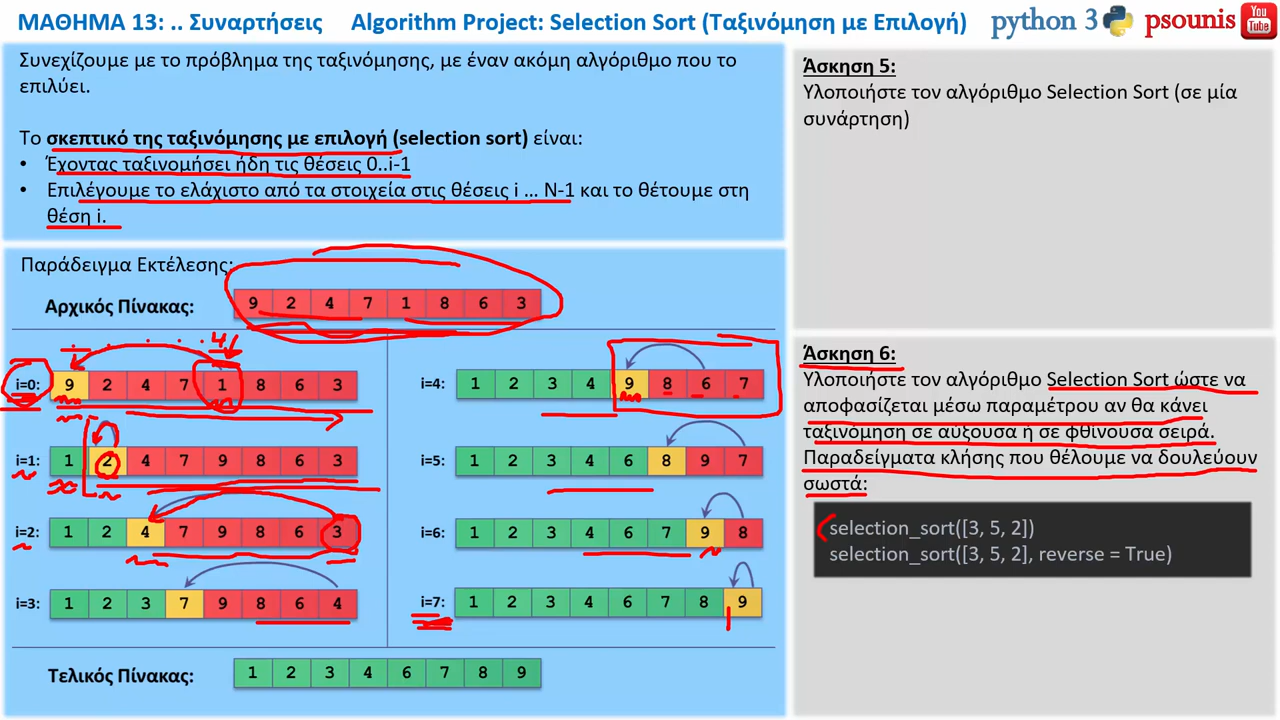 ΜΑΘΗΜΑ 13: .. Συναρτήσεις Algorithm Project: Selection Sort (Ταξινόμηση με Επιλογή) python 3 psounis You Tube
Συνεχίζουμε με το πρόβλημα της ταξινόμησης, με έναν ακόμη αλγόριθμο που το
επιλύει.
Το σκεπτικό της ταξινόμησης με επιλογή (selection sort) είναι:
• Έχοντας ταξινομήσει ήδη τις θέσεις 0..i-1
• Επιλέγουμε το ελάχιστο από τα στοιχεία στις θέσεις i ... N-1 και το θέτουμε στη
θέση i.
Παράδειγμα Εκτέλεσης:
Αρχικός Πίνακας: 9 2 4 7 1 8 6 3
4
i=0: 9 2 4 7 1 8 6 3
i=1: 1 2 4 7 9 8 6 3
i=2: 1 2 4 7 9 8 6 3
i=3: 1 2 3 7 9 8 6 4
i=4: 1 2 3 4 9 8 6 7
i=5: 1 2 3 4 6 8 9 7
i=6: 1 2 3 4 6 7 9 8
i=7: 1 2 3 4 6 7 8 9
Τελικός Πίνακας: 1 2 3 4 6 7 8 9
Άσκηση 5:
Υλοποιήστε τον αλγόριθμο Selection Sort (σε μία
συνάρτηση)
Άσκηση 6:
Υλοποιήστε τον αλγόριθμο Selection Sort ώστε να
αποφασίζεται μέσω παραμέτρου αν θα κάνει
ταξινόμηση σε αύξουσα ή σε φθίνουσα σειρά.
Παραδείγματα κλήσης που θέλουμε να δουλεύουν
σωστά:
selection_sort([3, 5, 2])
selection_sort([3, 5, 2], reverse = True)